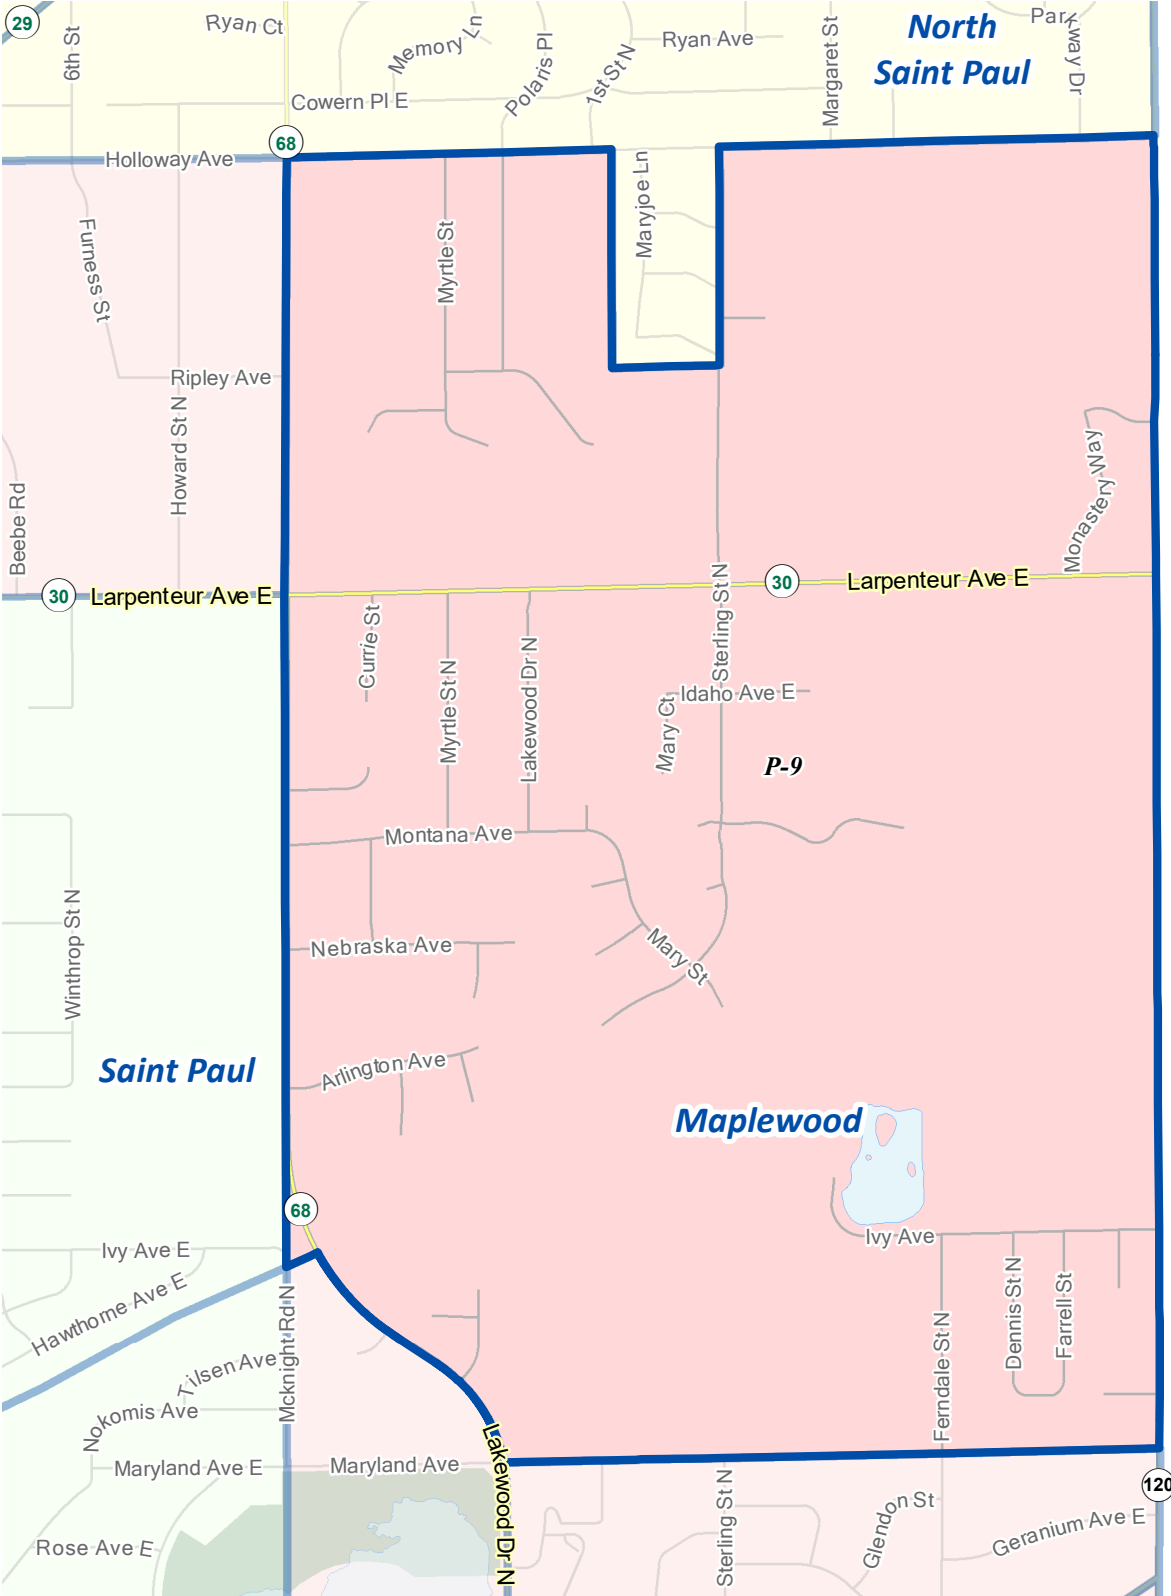 29
6th St
Ryan Ct
Memory Ln
Polaris Pl
1st St N
Ryan Ave
Margaret St
North
Saint Paul
Parkway Dr
Cowern Pl E
68
Holloway Ave
Furness St
Myrtle St
Maryjoe Ln
Ripley Ave
Howard St N
Beebe Rd
Monastery Way
30
Larpenteur Ave E
30
Larpenteur Ave E
Currie St
Myrtle St N
Lakewood Dr N
Sterling St N
Idaho Ave E
Mary Ct
P-9
Montana Ave
Winthrop St N
Nebraska Ave
Mary St
Saint Paul
Arlington Ave
Maplewood
68
Ivy Ave E
Ivy Ave
Hawthorne Ave E
Mcknight Rd N
Tilsen Ave
Nokomis Ave
Ferndale St N
Dennis St N
Farrell St
Maryland Ave E
Maryland Ave
Lakewood Dr N
Sterling St N
Glendon St
Geranium Ave E
120
Rose Ave E